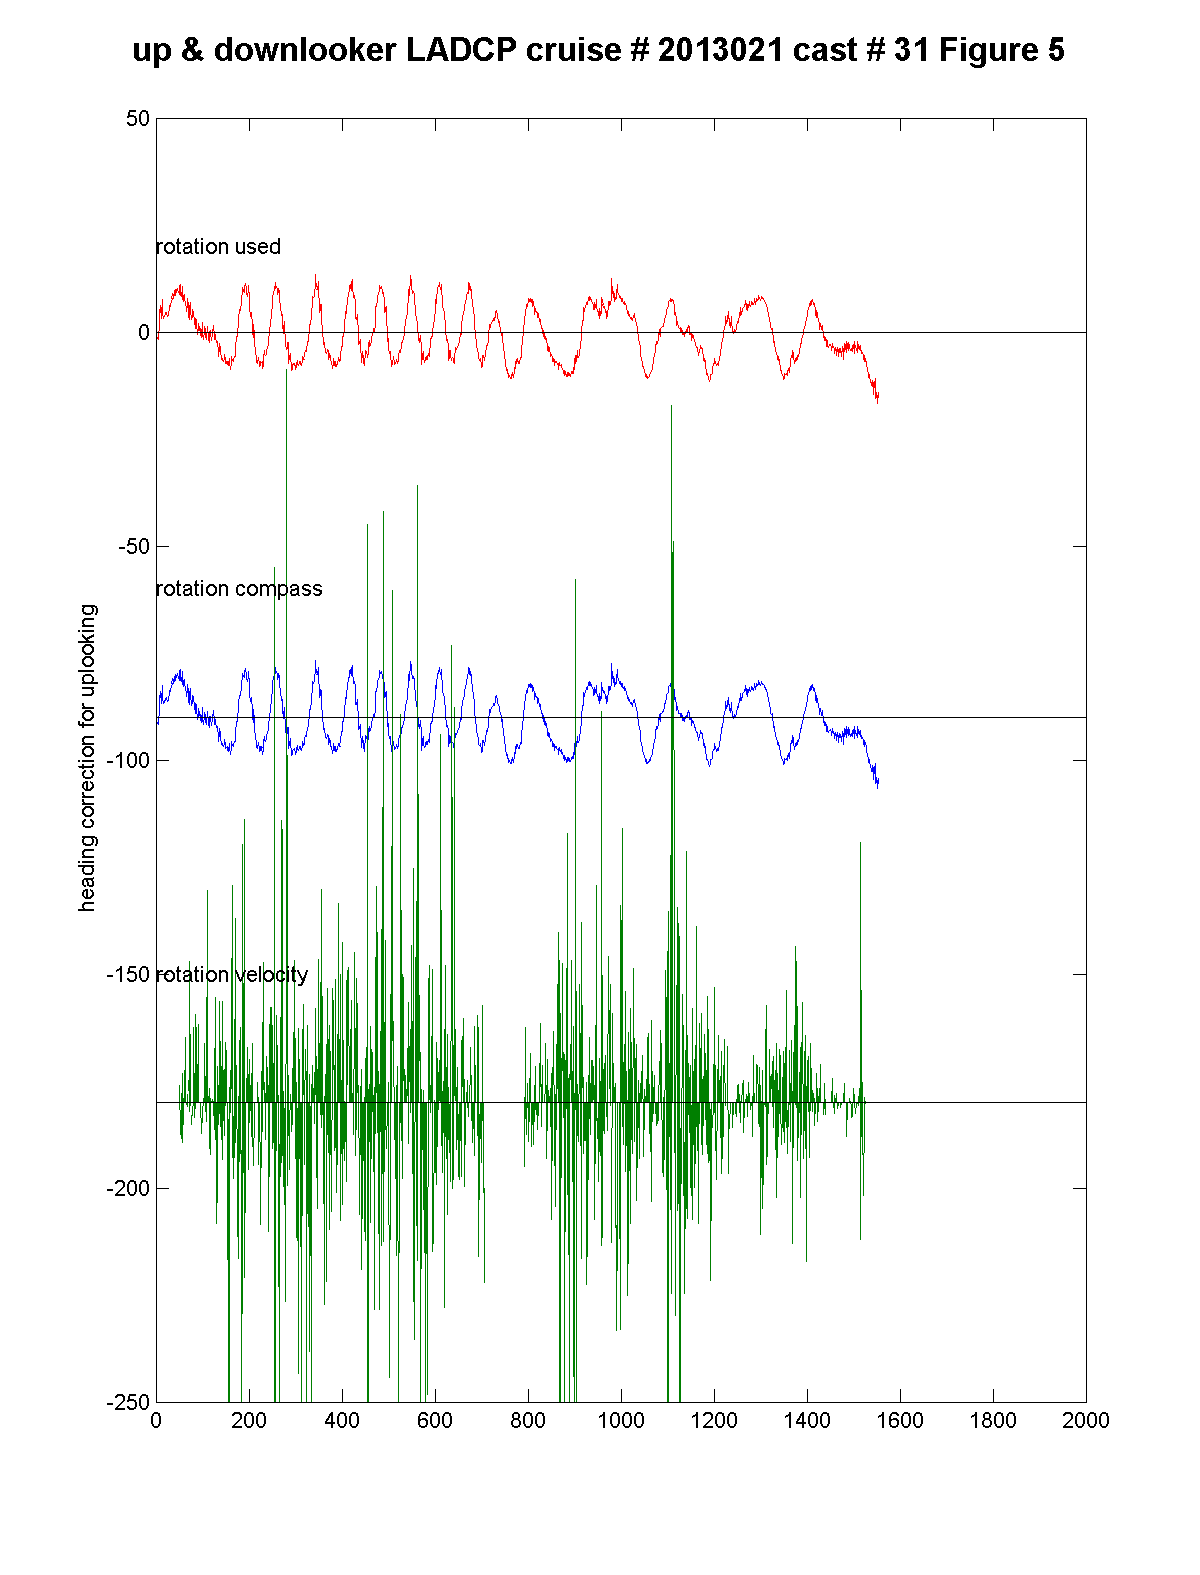 up & downlooker LADCP cruise # 2013021 cast # 31 Figure 5
50
rotation used
0
-50
rotation compass
heading correction for uplooking
-100
-150
rotation velocity
-200
-250
0 200 400 600 800 1000 1200 1400 1600 1800 2000